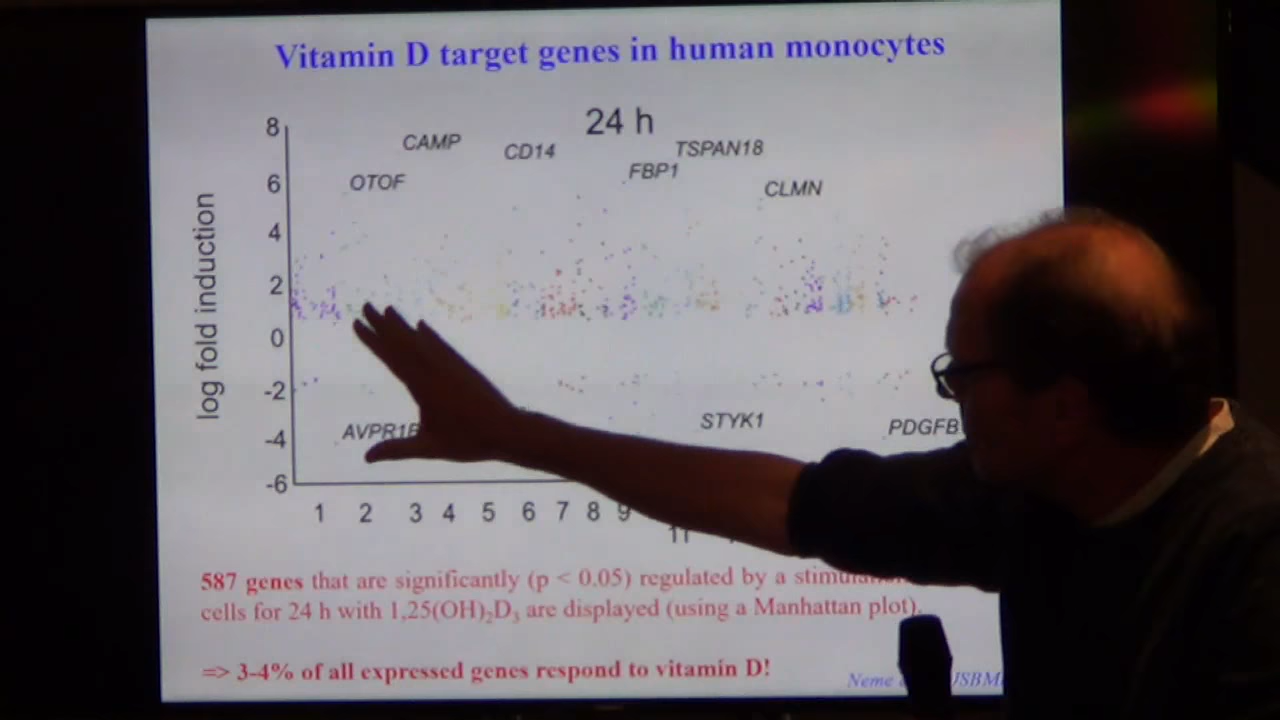 Vitamin D target genes in human monocytes
24 h
8
CAMP
CD14
TSPAN18
FBP1
6
OTOF
CLMN
4
2
0
-2
-4
-6
log fold induction
AVPR1B
STYK1
PDGFB
1 2 3 4 5 6 7 8 9
11
587 genes that are significantly (p < 0.05) regulated by a
cells for 24 h with 1,25(OH)₂D₃ are displayed (using a Manhattan plot).
=> 3-4% of all expressed genes respond to vitamin D!
Neme JSBM